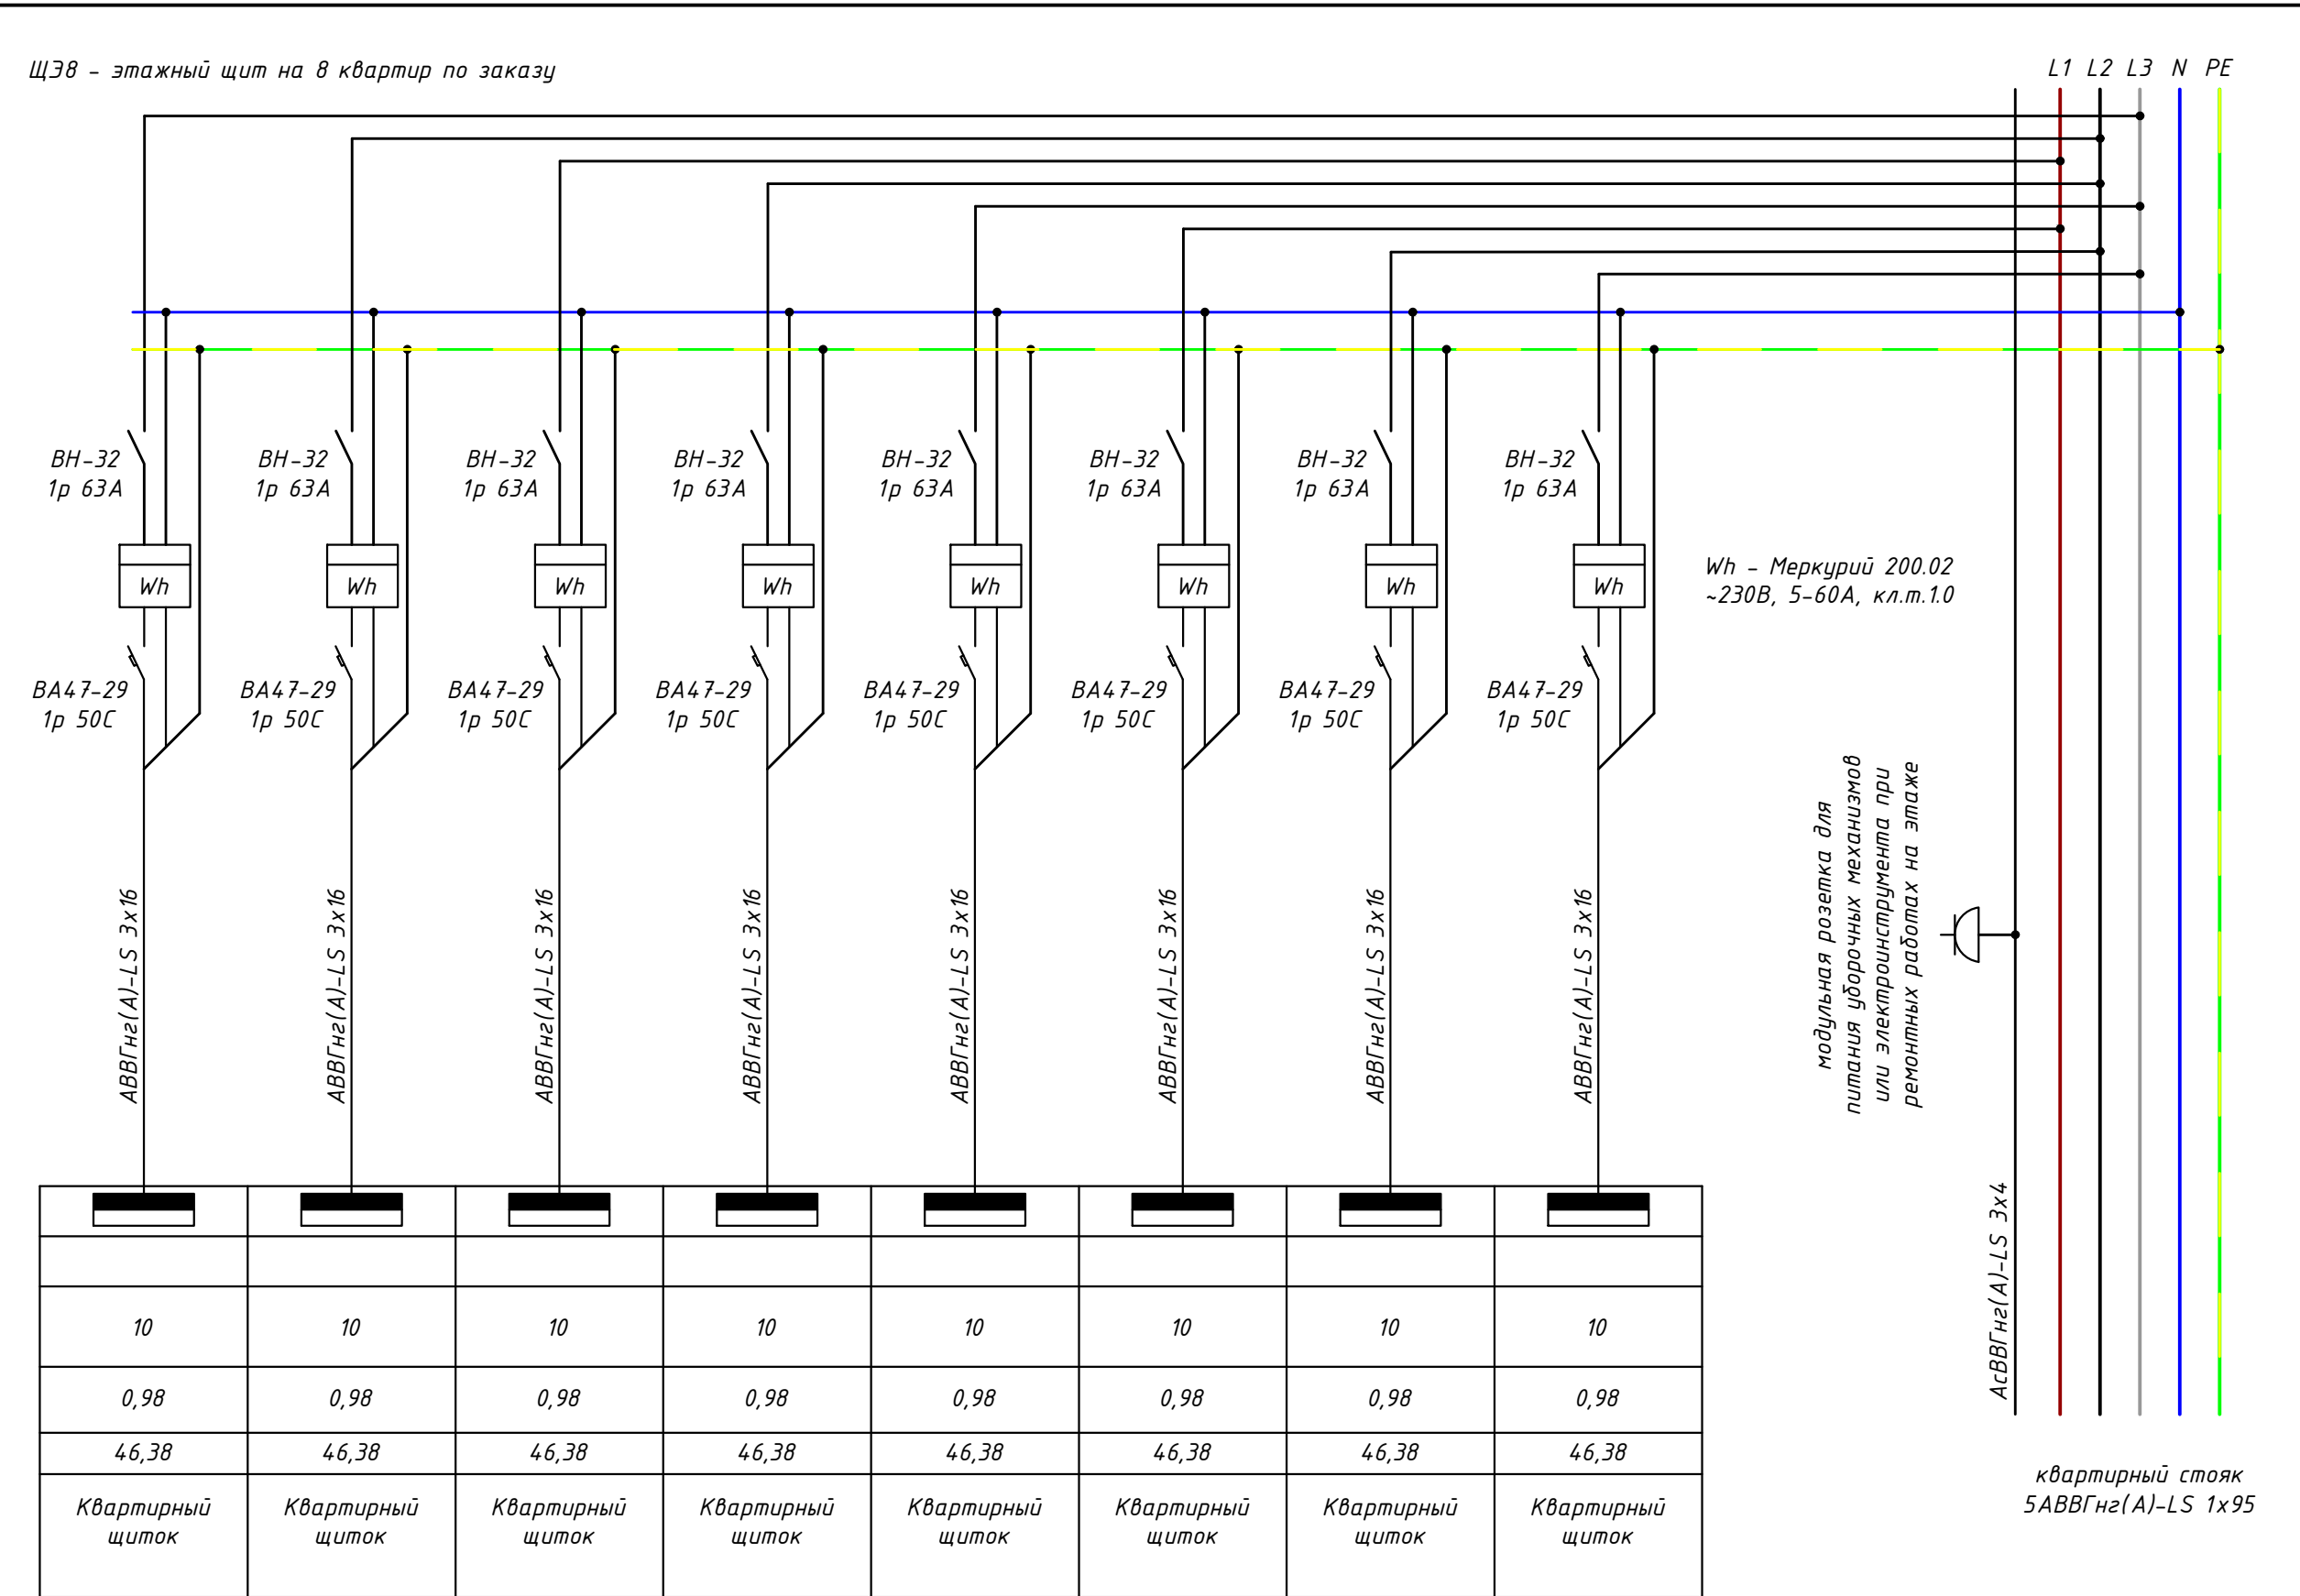 ЩЭ8 - этажный щит на 8 квартир по заказу
L1 L2 L3 N PE
ВН-32 ВН-32 ВН-32 ВН-32 ВН-32 ВН-32 ВН-32 ВН-32
1р 63А 1р 63А 1р 63А 1р 63А 1р 63А 1р 63А 1р 63А 1р 63А
Wh Wh Wh Wh Wh Wh Wh Wh
Wh - Меркурий 200.02
~230В, 5-60А, кл.т.1.0
ВА47-29 ВА47-29 ВА47-29 ВА47-29 ВА47-29 ВА47-29 ВА47-29 ВА47-29
1р 50С 1р 50С 1р 50С 1р 50С 1р 50С 1р 50С 1р 50С 1р 50С
АВВГнг(А)-LS 3х16
АВВГнг(А)-LS 3х16
АВВГнг(А)-LS 3х16
АВВГнг(А)-LS 3х16
АВВГнг(А)-LS 3х16
АВВГнг(А)-LS 3х16
АВВГнг(А)-LS 3х16
АВВГнг(А)-LS 3х16
модульная розетка для
питания уборочных механизмов
или электроинструмента при
ремонтных работах на этаже
АсВВГнг(А)-LS 3х4
10 10 10 10 10 10 10 10
0,98 0,98 0,98 0,98 0,98 0,98 0,98 0,98
46,38 46,38 46,38 46,38 46,38 46,38 46,38 46,38
Квартирный Квартирный Квартирный Квартирный Квартирный Квартирный Квартирный Квартирный
щиток щиток щиток щиток щиток щиток щиток щиток
квартирный стояк
5АВВГнг(А)-LS 1х95